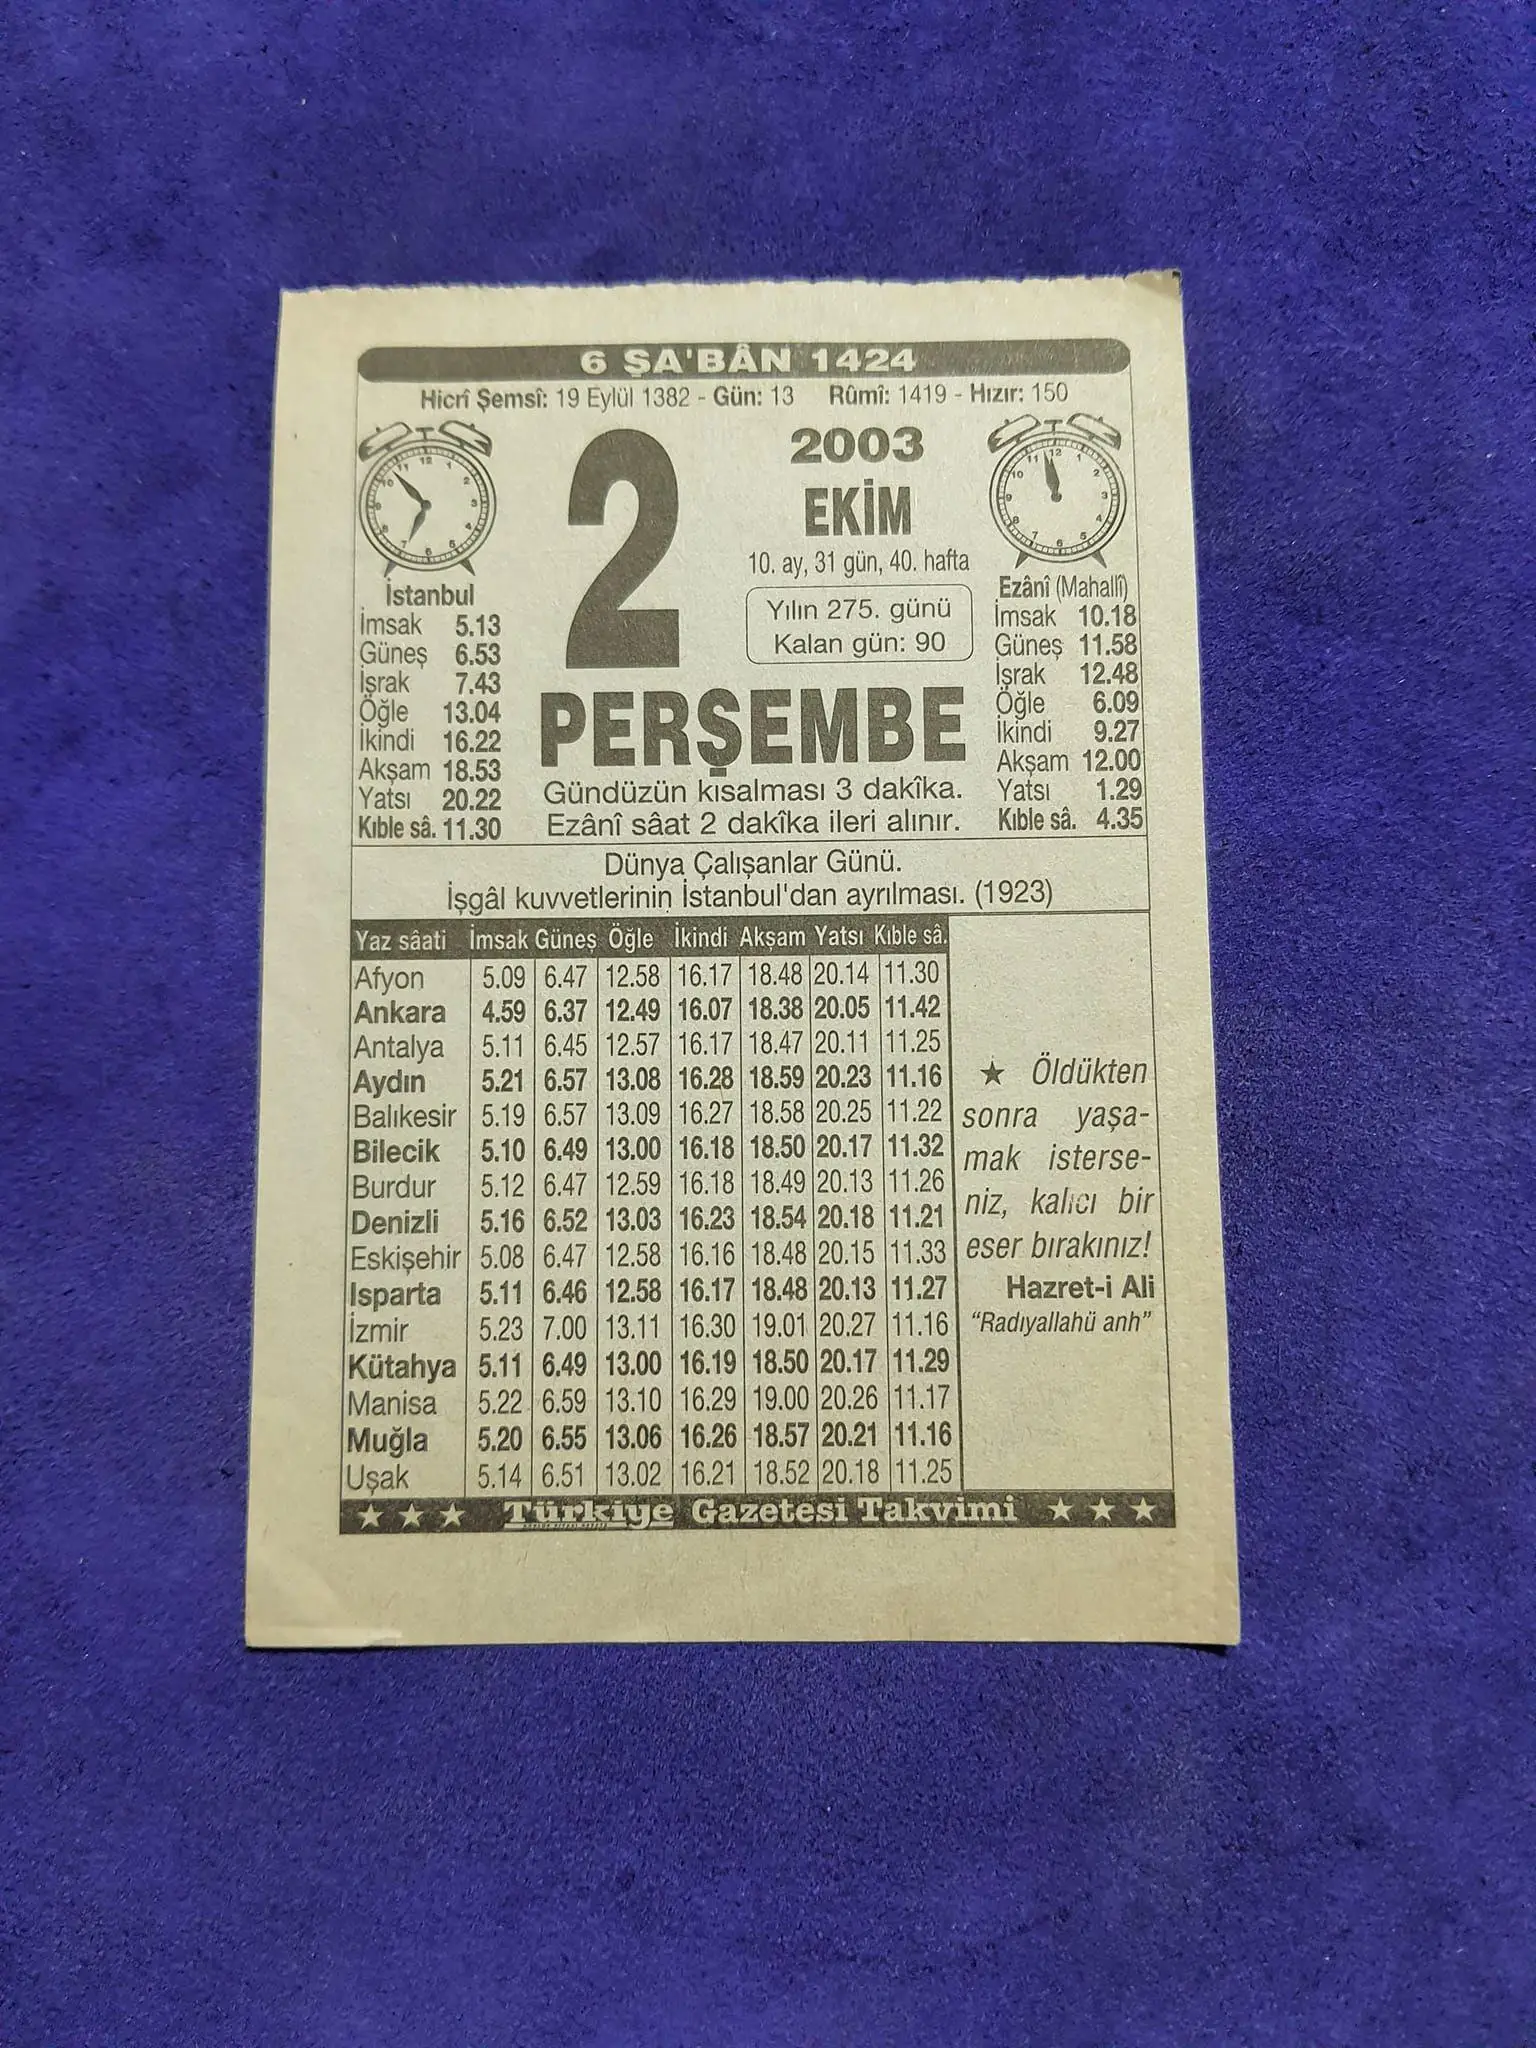 6 ŞA'BÂN 1424
Hicrî Şemsî: 19 Eylül 1382 - Gün: 13 Rûmî: 1419 - Hızır: 150
2
2003
EKİM
10. ay, 31 gün, 40. hafta
Yılın 275. günü
Kalan gün: 90
PERŞEMBE
Gündüzün kısalması 3 dakîka.
Ezânî sâat 2 dakîka ileri alınır.
İstanbul
İmsak 5.13
Güneş 6.53
İşrak 7.43
Öğle 13.04
İkindi 16.22
Akşam 18.53
Yatsı 20.22
Kıble sâ. 11.30
Ezânî (Mahallî)
İmsak 10.18
Güneş 11.58
İşrak 12.48
Öğle 6.09
İkindi 9.27
Akşam 12.00
Yatsı 1.29
Kıble sâ. 4.35
Dünya Çalışanlar Günü.
İşgâl kuvvetlerinin İstanbul'dan ayrılması. (1923)
Yaz sâati İmsak Güneş Öğle İkindi Akşam Yatsı Kıble sâ.
Afyon 5.09 6.47 12.58 16.17 18.48 20.14 11.30
Ankara 4.59 6.37 12.49 16.07 18.38 20.05 11.42
Antalya 5.11 6.45 12.57 16.17 18.47 20.11 11.25
Aydın 5.21 6.57 13.08 16.28 18.59 20.23 11.16
Balıkesir 5.19 6.57 13.09 16.27 18.58 20.25 11.22
Bilecik 5.10 6.49 13.00 16.18 18.50 20.17 11.32
Burdur 5.12 6.47 12.59 16.18 18.49 20.13 11.26
Denizli 5.16 6.52 13.03 16.23 18.54 20.18 11.21
Eskişehir 5.08 6.47 12.58 16.16 18.48 20.15 11.33
Isparta 5.11 6.46 12.58 16.17 18.48 20.13 11.27
İzmir 5.23 7.00 13.11 16.30 19.01 20.27 11.16
Kütahya 5.11 6.49 13.00 16.19 18.50 20.17 11.29
Manisa 5.22 6.59 13.10 16.29 19.00 20.26 11.17
Muğla 5.20 6.55 13.06 16.26 18.57 20.21 11.16
Uşak 5.14 6.51 13.02 16.21 18.52 20.18 11.25
★ Öldükten
sonra yaşa-
mak isterse-
niz, kalıcı bir
eser bırakınız!
Hazret-i Ali
“Radıyallahü anh”
★ ★ ★ Türkiye Gazetesi Takvimi ★ ★ ★